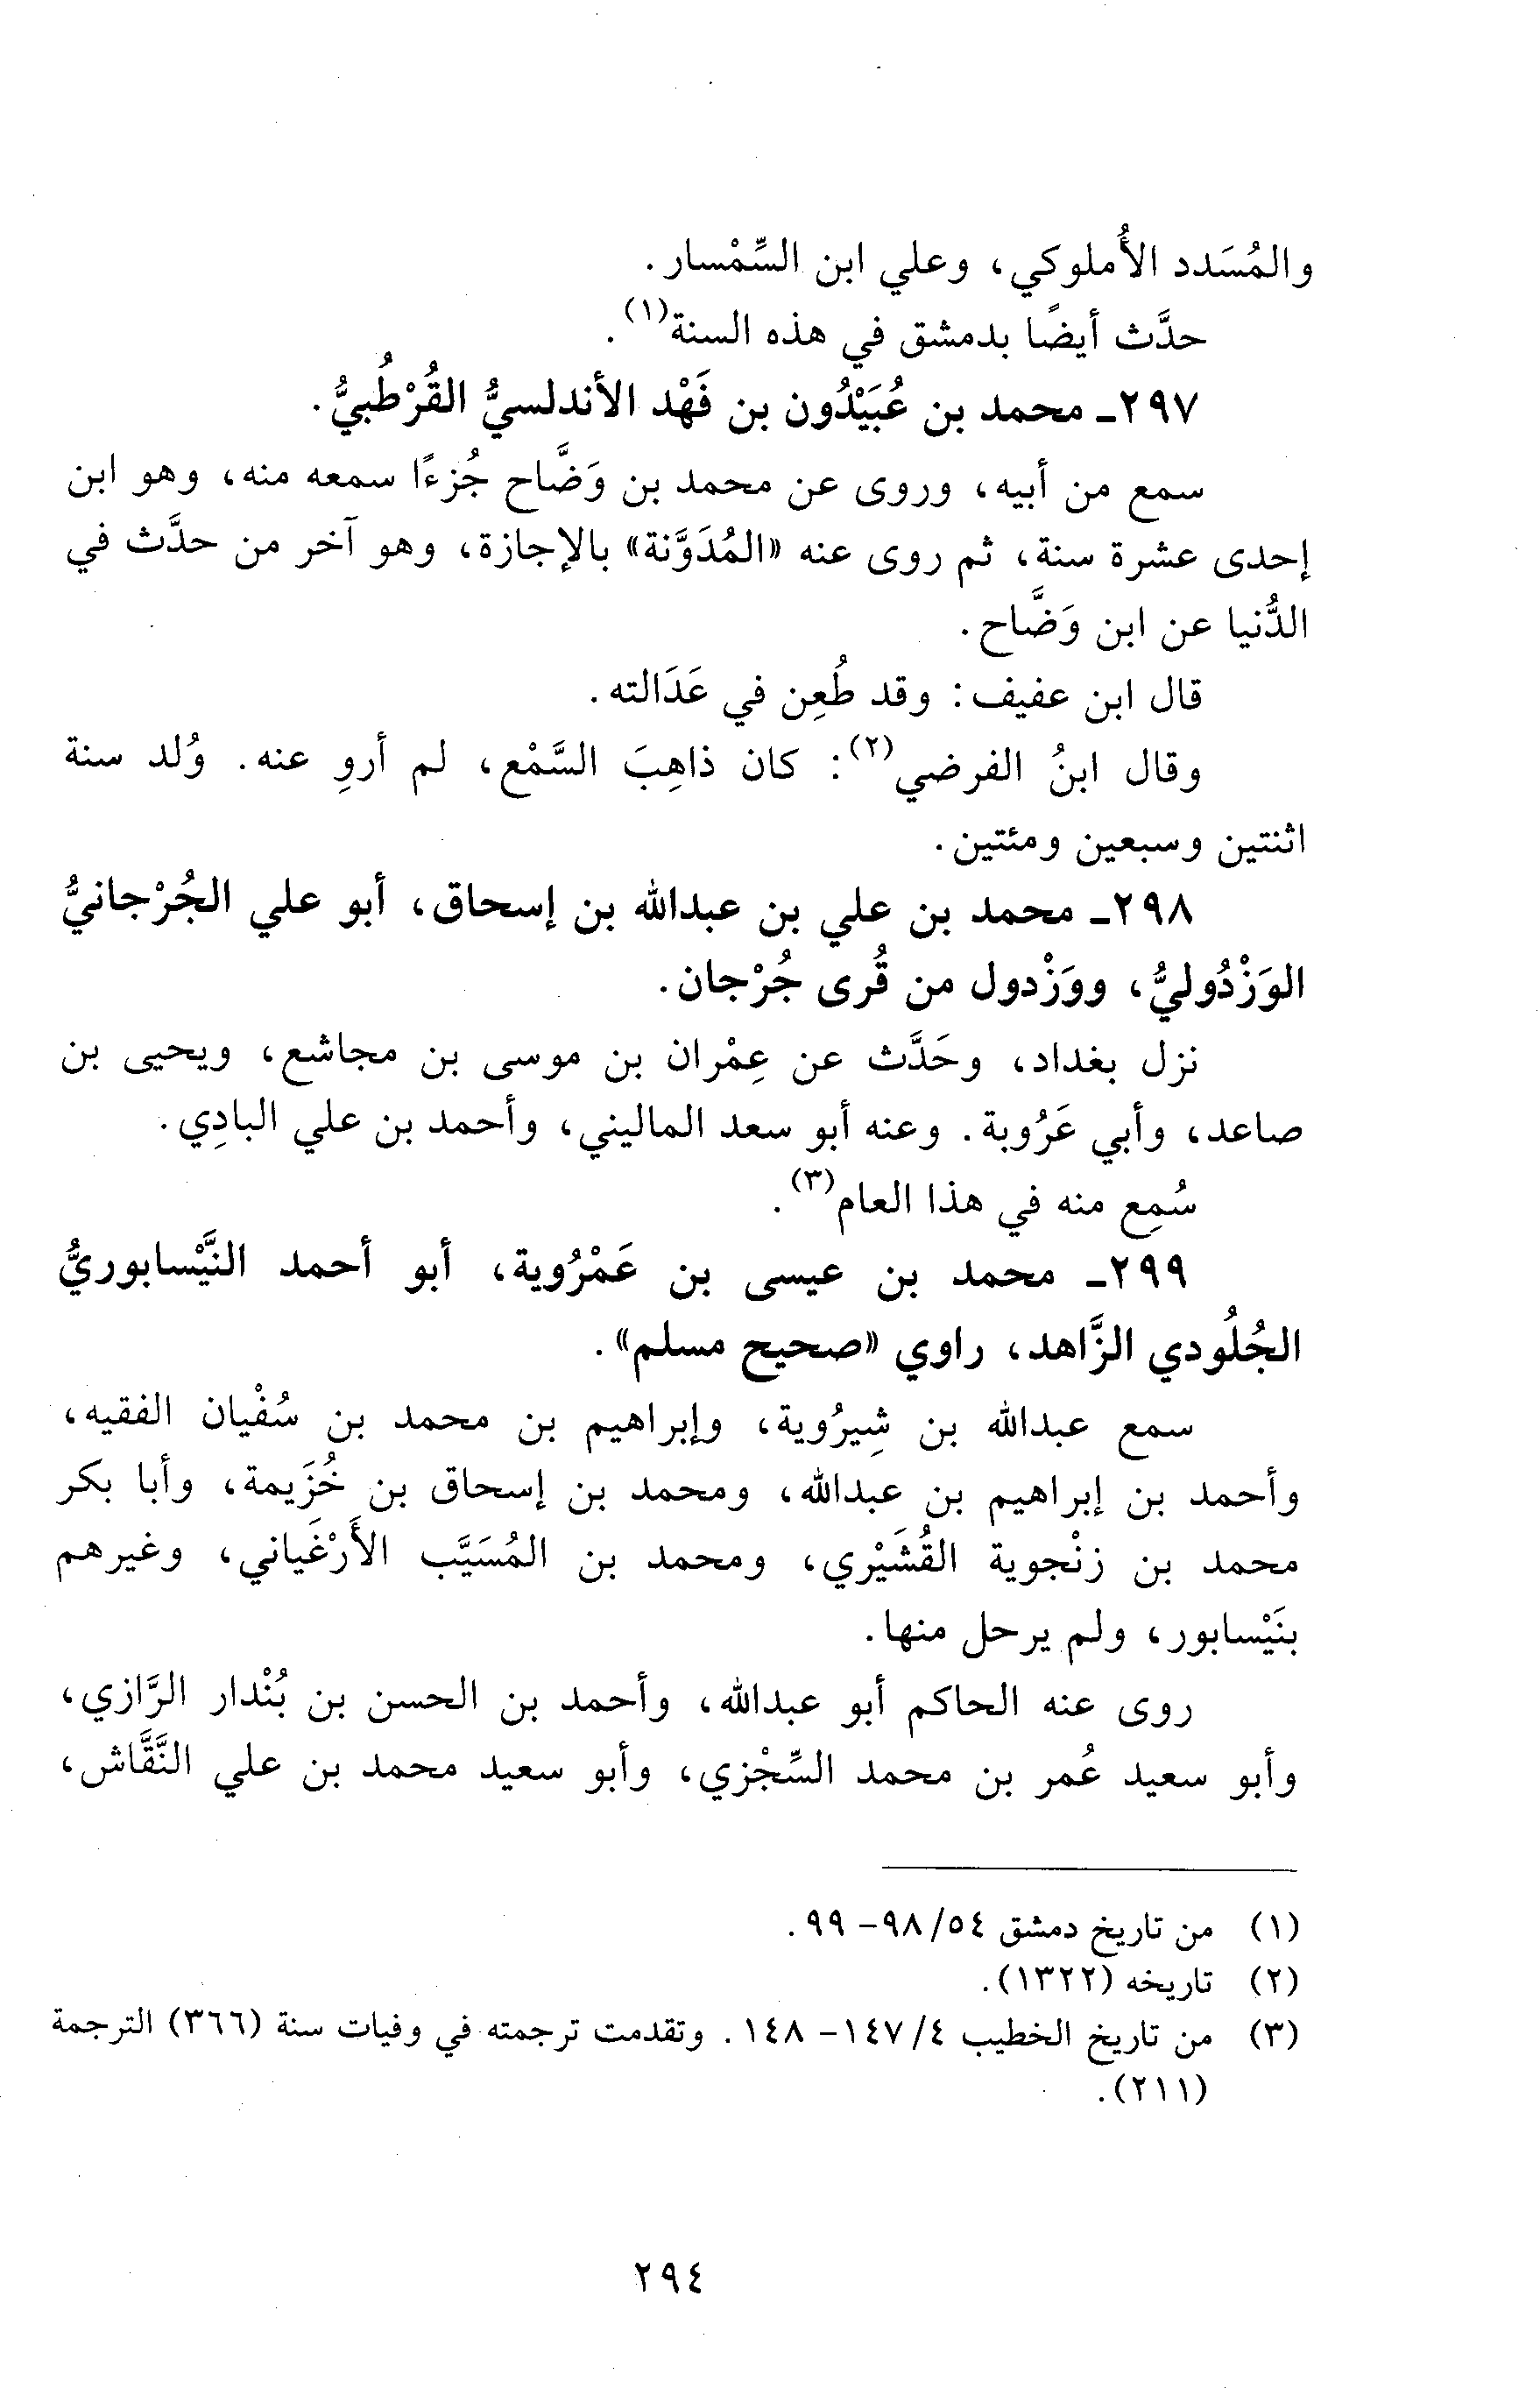 والمُسَدد الأُملوكي، وعلي ابن السِّمْسار.
حدَّث أيضًا بدمشق في هذه السنة(١).
٢٩٧- محمد بن عُبَيْدُون بن فَهْد الأندلسيُّ القُرْطُبيُّ.
سمع من أبيه، وروى عن محمد بن وَضَّاح جُزءًا سمعه منه، وهو ابن
إحدى عشرة سنة، ثم روى عنه «المُدَوَّنة» بالإجازة، وهو آخر من حدَّث في
الدُّنيا عن ابن وَضَّاح.
قال ابن عفيف: وقد طُعِن في عَدَالته.
وقال ابنُ الفرضي(٢): كان ذاهِبَ السَّمْع، لم أروِ عنه. وُلد سنة
اثنتين وسبعين ومئتين.
٢٩٨- محمد بن علي بن عبدالله بن إسحاق، أبو علي الجُرْجانيُّ
الوَزْدُوليُّ، ووَزْدول من قُرى جُرْجان.
نزل بغداد، وحَدَّث عن عِمْران بن موسى بن مجاشع، ويحيى بن
صاعد، وأبي عَرُوبة. وعنه أبو سعد الماليني، وأحمد بن علي البادِي.
سُمِع منه في هذا العام(٣).
٢٩٩- محمد بن عيسى بن عَمْرُوية، أبو أحمد النَّيْسابوريُّ
الجُلُودي الزَّاهد، راوي «صحيح مسلم».
سمع عبدالله بن شِيرُوية، وإبراهيم بن محمد بن سُفْيان الفقيه،
وأحمد بن إبراهيم بن عبدالله، ومحمد بن إسحاق بن خُزَيمة، وأبا بكر
محمد بن زنْجوية القُشَيْري، ومحمد بن المُسَيَّب الأَرْغَياني، وغيرهم
بنَيْسابور، ولم يرحل منها.
روى عنه الحاكم أبو عبدالله، وأحمد بن الحسن بن بُنْدار الرَّازي،
وأبو سعيد عُمر بن محمد السِّجْزي، وأبو سعيد محمد بن علي النَّقَّاش،
(١) من تاريخ دمشق ٥٤/ ٩٨- ٩٩.
(٢) تاريخه (١٣٢٢).
(٣) من تاريخ الخطيب ٤/ ١٤٧- ١٤٨. وتقدمت ترجمته في وفيات سنة (٣٦٦) الترجمة
(٢١١).
٢٩٤